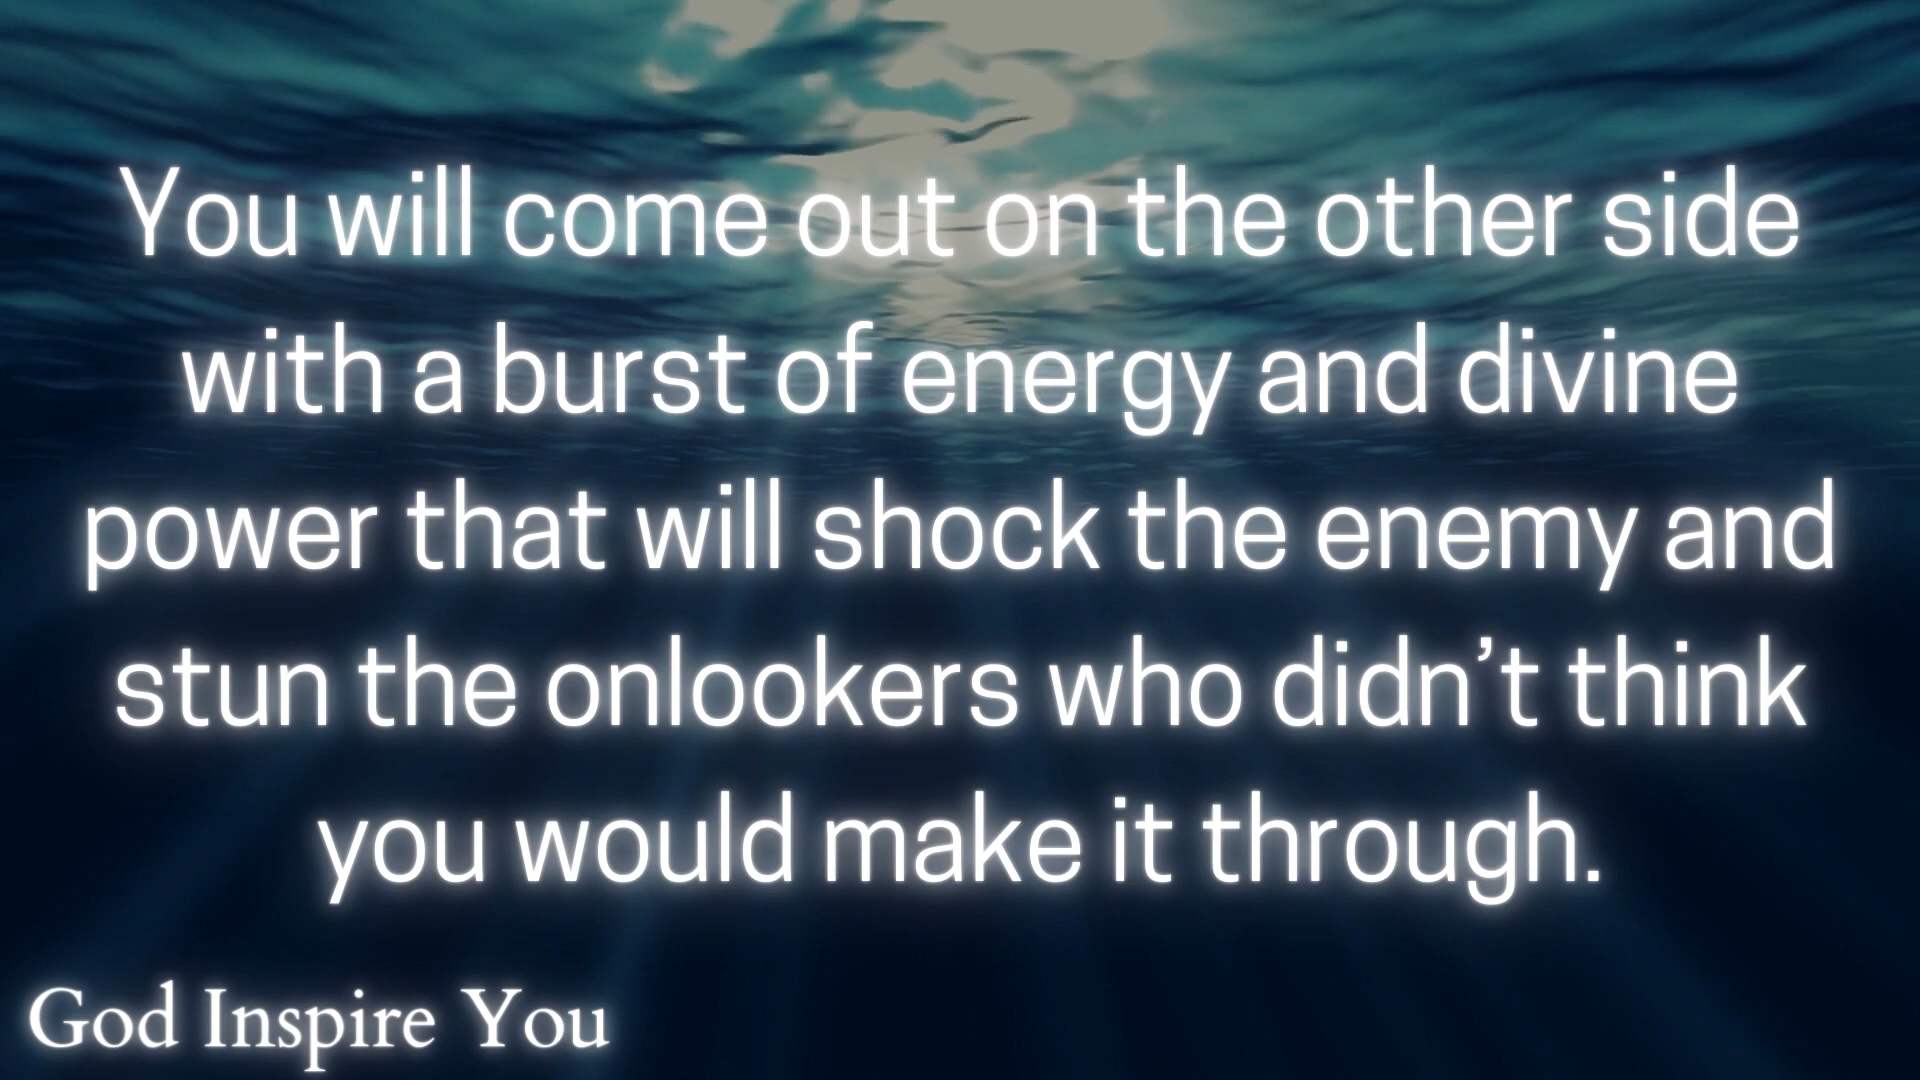 You will come out on the other side
with a burst of energy and divine
power that will shock the enemy and
stun the onlookers who didn’t think
you would make it through.
God Inspire You